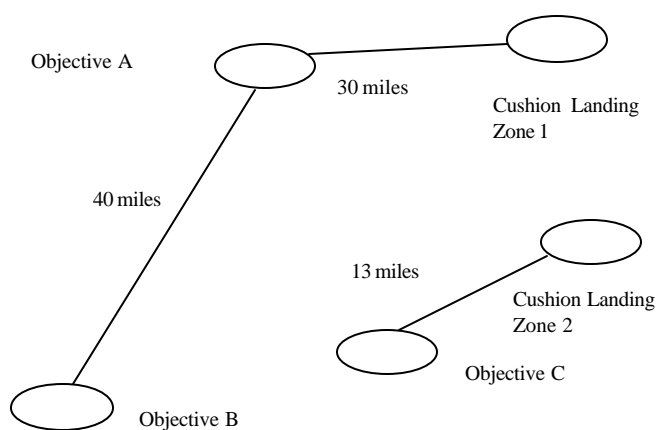 Objective A
30 miles
Cushion Landing
Zone 1
40 miles
13 miles
Cushion Landing
Zone 2
Objective C
Objective B